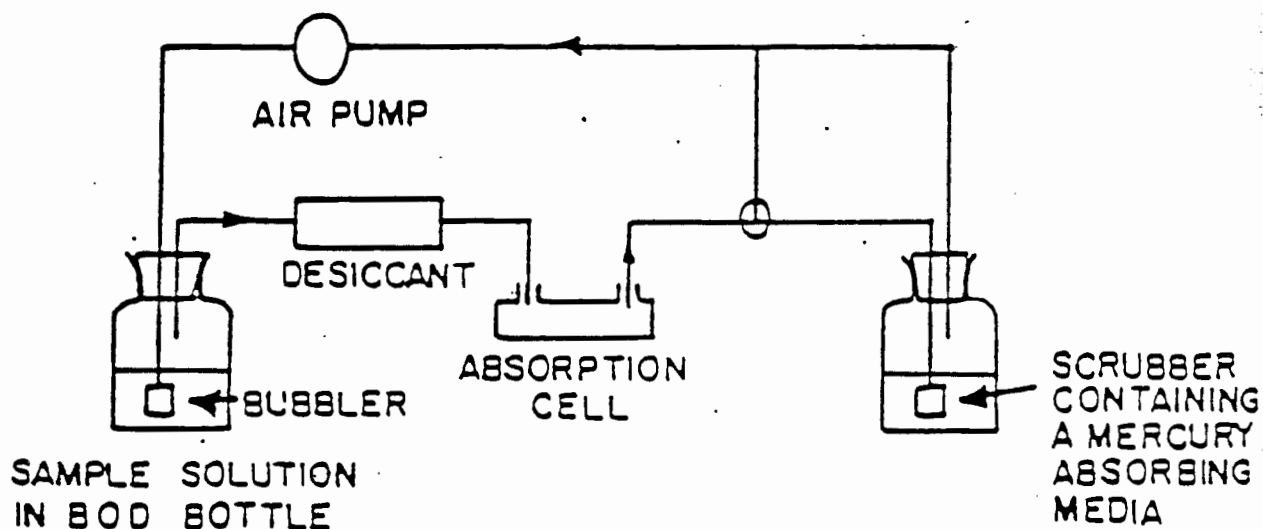 AIR PUMP
DESICCANT
ABSORPTION
CELL
BUBBLER
SCRUBBER
CONTAINING
A MERCURY
ABSORBING
MEDIA
SAMPLE SOLUTION
IN BOD BOTTLE